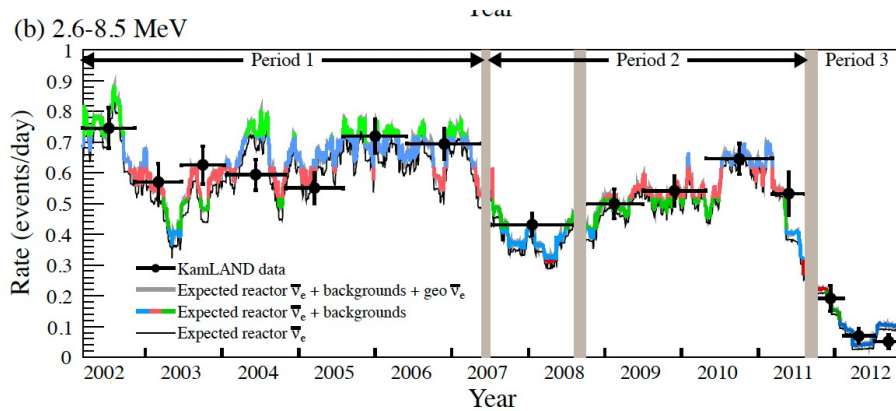 Year
(b) 2.6-8.5 MeV
Period 1
Period 2
Period 3
1
0.9
0.8
0.7
0.6
0.5
0.4
0.3
0.2
0.1
0
Rate (events/day)
KamLAND data
Expected reactor ν̅e + backgrounds + geo ν̅e
Expected reactor ν̅e + backgrounds
Expected reactor ν̅e
2002 2003 2004 2005 2006 2007 2008 2009 2010 2011 2012
Year